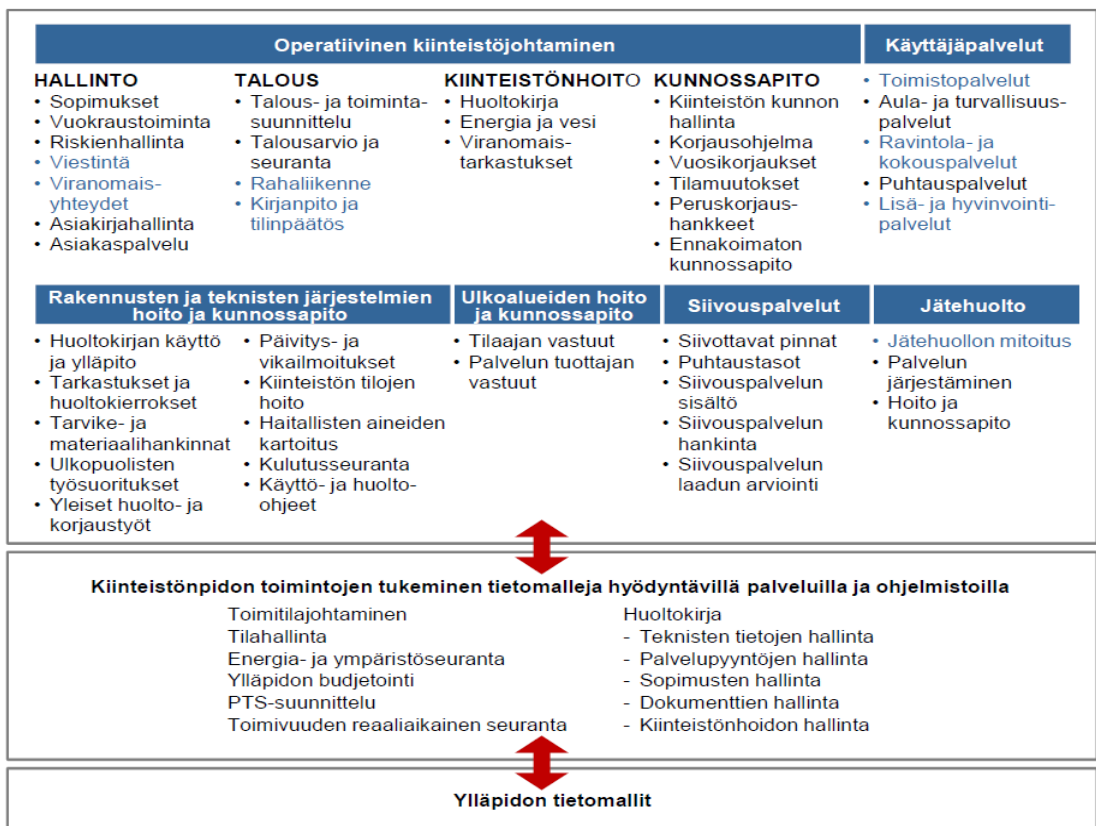 Operatiivinen kiinteistöjohtaminen
Käyttäjäpalvelut
HALLINTO
• Sopimukset
• Vuokraustoiminta
• Riskienhallinta
• Viestintä
• Viranomais-
yhteydet
• Asiakirjahallinta
• Asiakaspalvelu
TALOUS
• Talous- ja toiminta-
suunnittelu
• Talousarvio ja
seuranta
• Rahaliikenne
• Kirjanpito ja
tilinpäätös
KIINTEISTÖNHOITO
• Huoltokirja
• Energia ja vesi
• Viranomais-
tarkastukset
KUNNOSSAPITO
• Kiinteistön kunnon
hallinta
• Korjausohjelma
• Vuosikorjaukset
• Tilamuutokset
• Peruskorjaus-
hankkeet
• Ennakoimaton
kunnossapito
• Toimistopalvelut
• Aula- ja turvallisuus-
palvelut
• Ravintola- ja
kokouspalvelut
• Puhtauspalvelut
• Lisä- ja hyvinvointi-
palvelut
Rakennusten ja teknisten järjestelmien
hoito ja kunnossapito
• Huoltokirjan käyttö
ja ylläpito
• Tarkastukset ja
huoltokierrokset
• Tarvike- ja
materiaalihankinnat
• Ulkopuolisten
työsuoritukset
• Yleiset huolto- ja
korjaustyöt
• Päivitys- ja
vikailmoitukset
• Kiinteistön tilojen
hoito
• Haitallisten aineiden
kartoitus
• Kulutusseuranta
• Käyttö- ja huolto-
ohjeet
Ulkoalueiden hoito
ja kunnossapito
• Tilaajan vastuut
• Palvelun tuottajan
vastuut
Siivouspalvelut
• Siivottavat pinnat
• Puhtaustasot
• Siivouspalvelun
sisältö
• Siivouspalvelun
hankinta
• Siivouspalvelun
laadun arviointi
Jätehuolto
• Jätehuollon mitoitus
• Palvelun
järjestäminen
• Hoito ja
kunnossapito
Kiinteistönpidon toimintojen tukeminen tietomalleja hyödyntävillä palveluilla ja ohjelmistoilla
Toimitilajohtaminen
Tilahallinta
Energia- ja ympäristöseuranta
Ylläpidon budjetointi
PTS-suunnittelu
Toimivuuden reaaliaikainen seuranta
Huoltokirja
- Teknisten tietojen hallinta
- Palvelupyyntöjen hallinta
- Sopimusten hallinta
- Dokumenttien hallinta
- Kiinteistönhoidon hallinta
Ylläpidon tietomallit